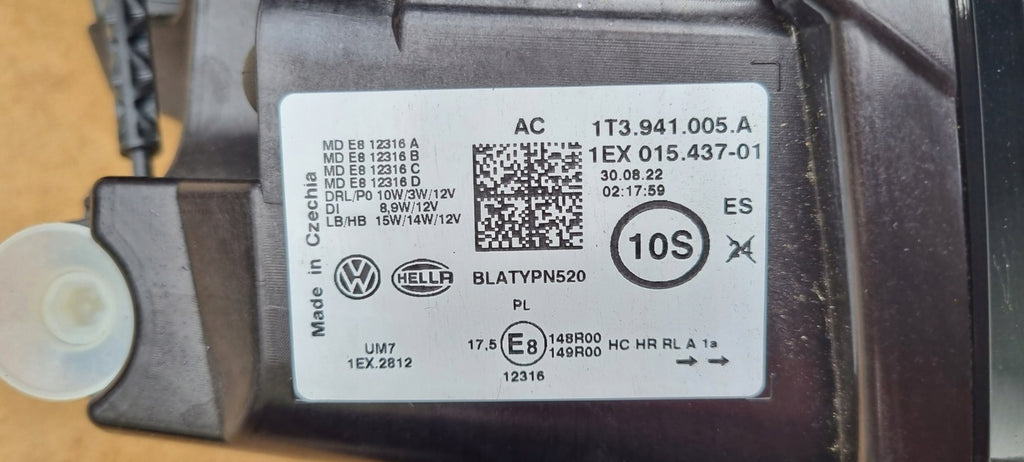 AC
1T3.941.005.A
1EX 015.437-01
30.08.22
02:17:59
MD E8 12316 A
MD E8 12316 B
MD E8 12316 C
MD E8 12316 D
DRL/P0 10W/3W/12V
DI 8,9W/12V
LB/HB 15W/14W/12V
Made in Czechia
ES
10S
24
VW
HELLA
BLATYPN520
PL
UM7
1EX.2812
17,5
E8
148R00
149R00
HC HR RL A 1a
12316